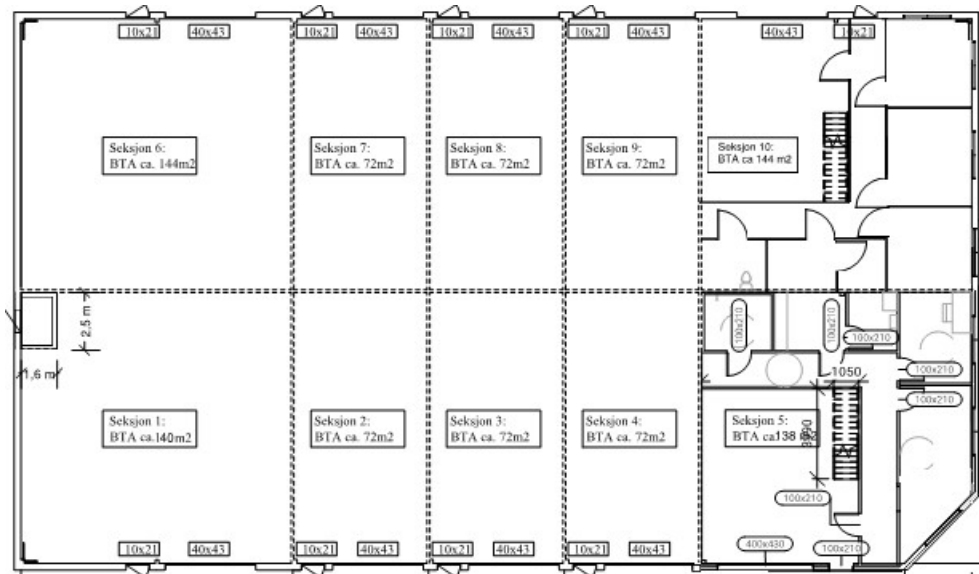 10x21 40x43 10x21 40x43 10x21 40x43 10x21 40x43 40x43 10x21
Seksjon 6:
BTA ca. 144m2
Seksjon 7:
BTA ca. 72m2
Seksjon 8:
BTA ca. 72m2
Seksjon 9:
BTA ca. 72m2
Seksjon 10:
BTA ca 144 m2
2,5 m
1,6 m
100x210
100x210
100x210
100x210
1050
100x210
Seksjon 1:
BTA ca.140m2
Seksjon 2:
BTA ca. 72m2
Seksjon 3:
BTA ca. 72m2
Seksjon 4:
BTA ca. 72m2
Seksjon 5:
BTA ca138 m2
100x210
10x21 40x43 10x21 40x43 10x21 40x43 10x21 40x43 400x430 100x210